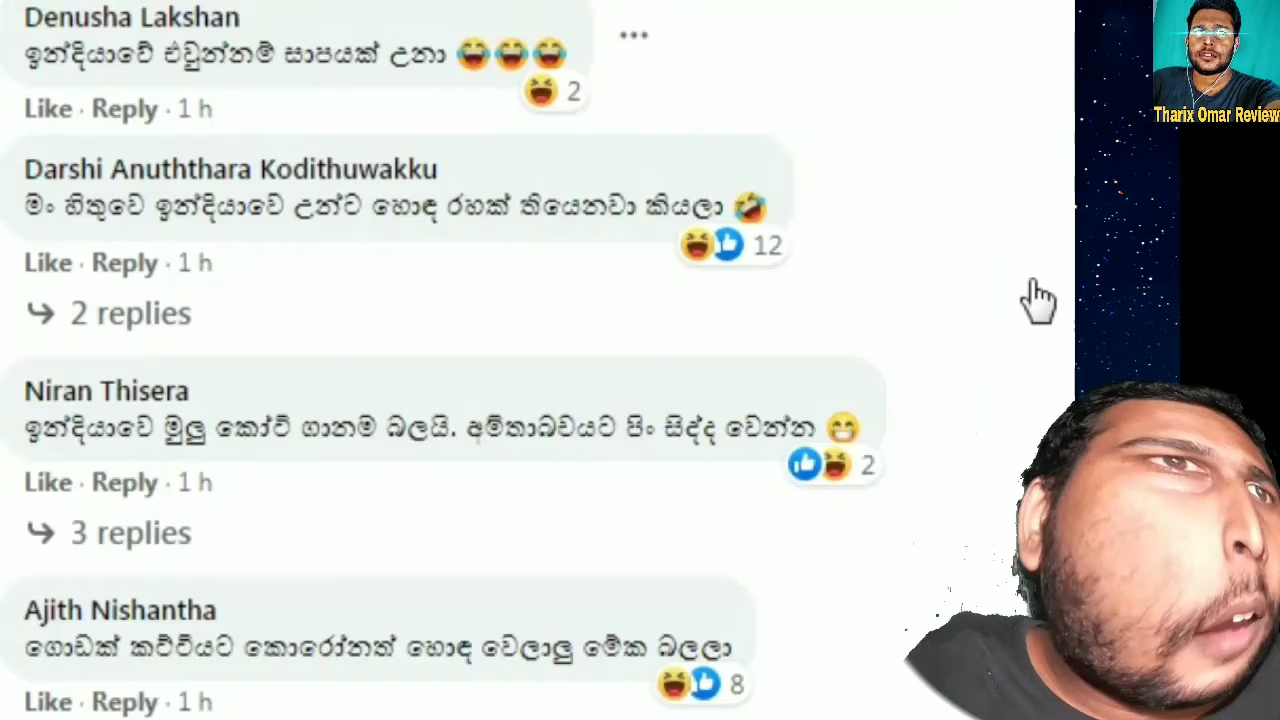 Denusha Lakshan
ඉන්දියාවේ එවුන්නම් සාපයක් උනා 😂😂😂
😆 2
Like · Reply · 1 h
Tharix Omar Review
Darshi Anuththara Kodithuwakku
මං හිතුවෙ ඉන්දියාවෙ උන්ට හොඳ රහක් තියෙනවා කියලා 🤣
😆👍 12
Like · Reply · 1 h
2 replies
Niran Thisera
ඉන්දියාවෙ මුලු කෝටි ගානම බලයි. අමිතාබචයට පිං සිද්ද වෙන්න 😁
👍😆 2
Like · Reply · 1 h
3 replies
Ajith Nishantha
ගොඩක් කට්ටියට කොරෝනත් හොඳ වෙලාලු මේක බලලා
😆👍 8
Like · Reply · 1 h